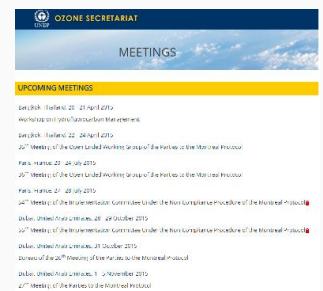 UNEP
OZONE SECRETARIAT
MEETINGS
UPCOMING MEETINGS
Bangkok, Thailand, 20 - 21 April 2015
Workshop on Hydrofluorocarbon Management
Bangkok, Thailand, 22 - 24 April 2015
35th Meeting of the Open Ended Working Group of the Parties to the Montreal Protocol
Paris, France, 20 - 24 July 2015
36th Meeting of the Open Ended Working Group of the Parties to the Montreal Protocol
Paris, France, 27 - 28 July 2015
54th Meeting of the Implementation Committee Under the Non-Compliance Procedure of the Montreal Protocol
Dubai, United Arab Emirates, 28 - 29 October 2015
55th Meeting of the Implementation Committee Under the Non-Compliance Procedure of the Montreal Protocol
Dubai, United Arab Emirates, 31 October 2015
Bureau of the 26th Meeting of the Parties to the Montreal Protocol
Dubai, United Arab Emirates, 1 - 5 November 2015
27th Meeting of the Parties to the Montreal Protocol